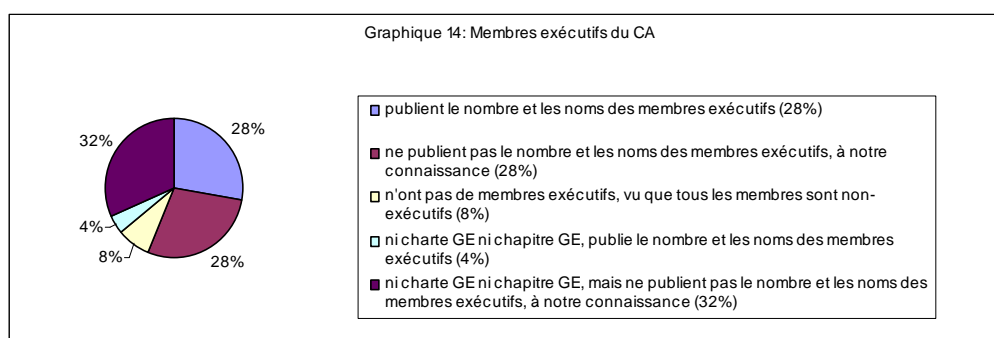 Graphique 14: Membres exécutifs du CA
28%
28%
8%
4%
32%
publient le nombre et les noms des membres exécutifs (28%)
ne publient pas le nombre et les noms des membres exécutifs, à notre
connaissance (28%)
n'ont pas de membres exécutifs, vu que tous les membres sont non-
exécutifs (8%)
ni charte GE ni chapitre GE, publie le nombre et les noms des membres
exécutifs (4%)
ni charte GE ni chapitre GE, mais ne publient pas le nombre et les noms des
membres exécutifs, à notre connaissance (32%)